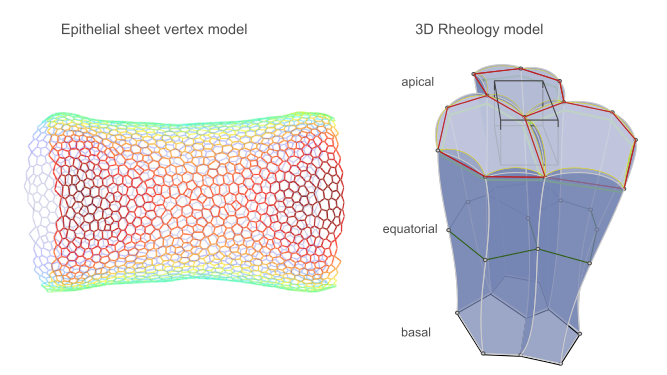 Epithelial sheet vertex model
3D Rheology model
apical
equatorial
basal